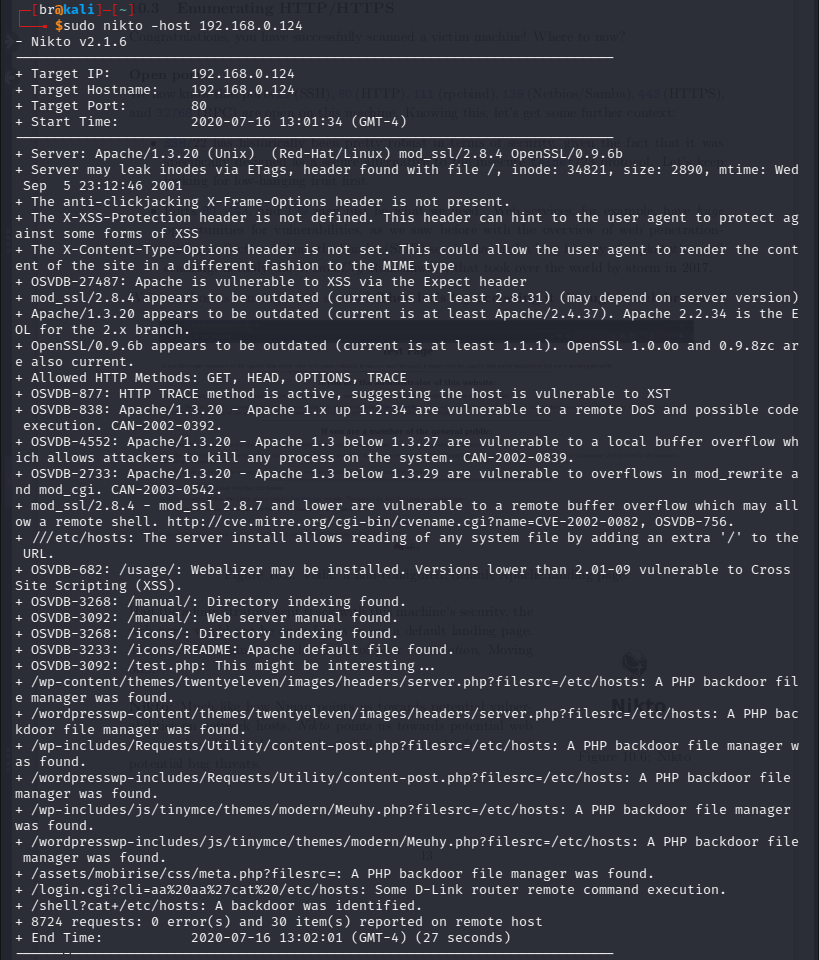 ┌─[br@kali]─[~]
└──╼ $sudo nikto -host 192.168.0.124
- Nikto v2.1.6
+ Target IP:          192.168.0.124
+ Target Hostname:    192.168.0.124
+ Target Port:        80
+ Start Time:         2020-07-16 13:01:34 (GMT-4)
+ Server: Apache/1.3.20 (Unix)  (Red-Hat/Linux) mod_ssl/2.8.4 OpenSSL/0.9.6b
+ Server may leak inodes via ETags, header found with file /, inode: 34821, size: 2890, mtime: Wed
 Sep  5 23:12:46 2001
+ The anti-clickjacking X-Frame-Options header is not present.
+ The X-XSS-Protection header is not defined. This header can hint to the user agent to protect ag
ainst some forms of XSS
+ The X-Content-Type-Options header is not set. This could allow the user agent to render the cont
ent of the site in a different fashion to the MIME type
+ OSVDB-27487: Apache is vulnerable to XSS via the Expect header
+ mod_ssl/2.8.4 appears to be outdated (current is at least 2.8.31) (may depend on server version)
+ Apache/1.3.20 appears to be outdated (current is at least Apache/2.4.37). Apache 2.2.34 is the E
OL for the 2.x branch.
+ OpenSSL/0.9.6b appears to be outdated (current is at least 1.1.1). OpenSSL 1.0.0o and 0.9.8zc ar
e also current.
+ Allowed HTTP Methods: GET, HEAD, OPTIONS, TRACE
+ OSVDB-877: HTTP TRACE method is active, suggesting the host is vulnerable to XST
+ OSVDB-838: Apache/1.3.20 - Apache 1.x up 1.2.34 are vulnerable to a remote DoS and possible code
 execution. CAN-2002-0392.
+ OSVDB-4552: Apache/1.3.20 - Apache 1.3 below 1.3.27 are vulnerable to a local buffer overflow wh
ich allows attackers to kill any process on the system. CAN-2002-0839.
+ OSVDB-2733: Apache/1.3.20 - Apache 1.3 below 1.3.29 are vulnerable to overflows in mod_rewrite a
nd mod_cgi. CAN-2003-0542.
+ mod_ssl/2.8.4 - mod_ssl 2.8.7 and lower are vulnerable to a remote buffer overflow which may all
ow a remote shell. http://cve.mitre.org/cgi-bin/cvename.cgi?name=CVE-2002-0082, OSVDB-756.
+ ///etc/hosts: The server install allows reading of any system file by adding an extra '/' to the
 URL.
+ OSVDB-682: /usage/: Webalizer may be installed. Versions lower than 2.01-09 vulnerable to Cross
Site Scripting (XSS).
+ OSVDB-3268: /manual/: Directory indexing found.
+ OSVDB-3092: /manual/: Web server manual found.
+ OSVDB-3268: /icons/: Directory indexing found.
+ OSVDB-3233: /icons/README: Apache default file found.
+ OSVDB-3092: /test.php: This might be interesting...
+ /wp-content/themes/twentyeleven/images/headers/server.php?filesrc=/etc/hosts: A PHP backdoor fil
e manager was found.
+ /wordpresswp-content/themes/twentyeleven/images/headers/server.php?filesrc=/etc/hosts: A PHP bac
kdoor file manager was found.
+ /wp-includes/Requests/Utility/content-post.php?filesrc=/etc/hosts: A PHP backdoor file manager w
as found.
+ /wordpresswp-includes/Requests/Utility/content-post.php?filesrc=/etc/hosts: A PHP backdoor file
manager was found.
+ /wp-includes/js/tinymce/themes/modern/Meuhy.php?filesrc=/etc/hosts: A PHP backdoor file manager
was found.
+ /wordpresswp-includes/js/tinymce/themes/modern/Meuhy.php?filesrc=/etc/hosts: A PHP backdoor file
 manager was found.
+ /assets/mobirise/css/meta.php?filesrc=: A PHP backdoor file manager was found.
+ /login.cgi?cli=aa%20aa%27cat%20/etc/hosts: Some D-Link router remote command execution.
+ /shell?cat+/etc/hosts: A backdoor was identified.
+ 8724 requests: 0 error(s) and 30 item(s) reported on remote host
+ End Time:           2020-07-16 13:02:01 (GMT-4) (27 seconds)